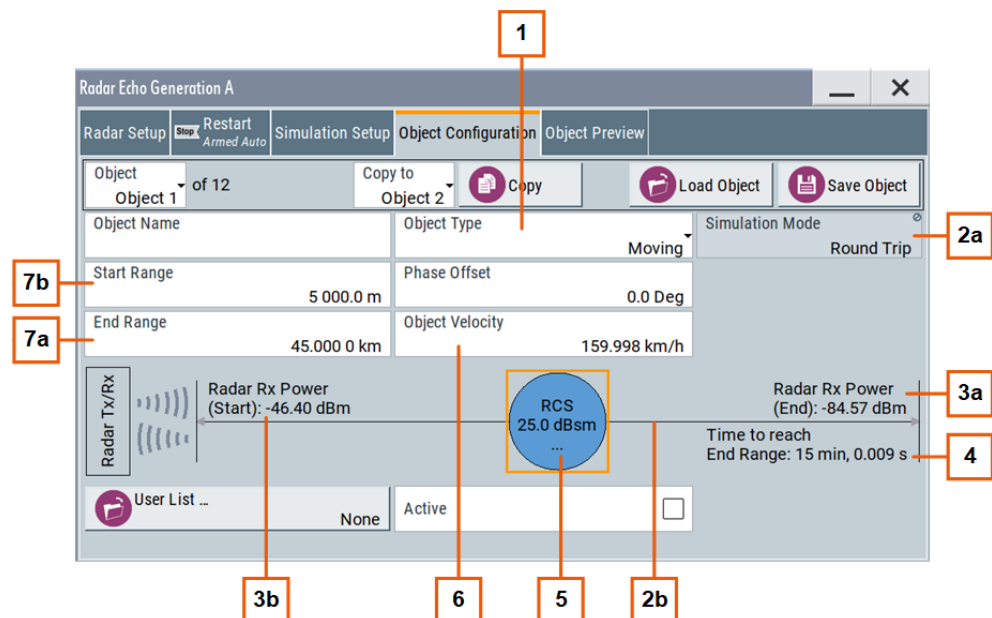 1
Radar Echo Generation A
Radar Setup
Stop Restart
Armed Auto
Simulation Setup
Object Configuration
Object Preview
Object
Object 1
of 12
Copy to
Object 2
Copy
Load Object
Save Object
Object Name
Object Type
Moving
Simulation Mode
Round Trip
2a
7b
Start Range
5 000.0 m
Phase Offset
0.0 Deg
7a
End Range
45.000 0 km
Object Velocity
159.998 km/h
Radar Tx/Rx
Radar Rx Power
(Start): -46.40 dBm
RCS
25.0 dBsm
...
Radar Rx Power
(End): -84.57 dBm
3a
Time to reach
End Range: 15 min, 0.009 s
4
User List ...
None
Active
3b
6
5
2b